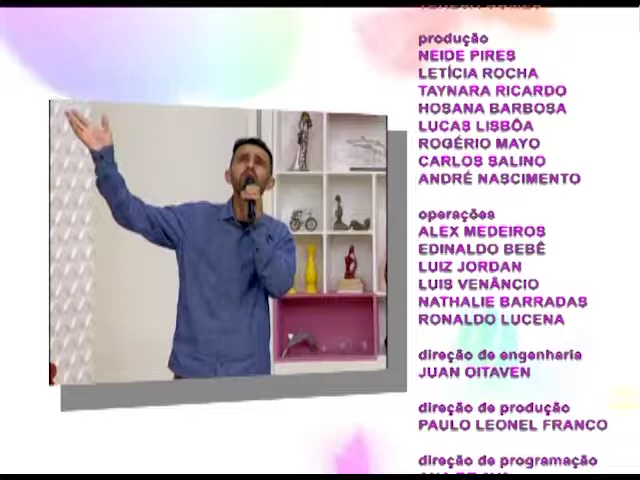 produção
NEIDE PIRES
LETÍCIA ROCHA
TAYNARA RICARDO
HOSANA BARBOSA
LUCAS LISBÔA
ROGÉRIO MAYO
CARLOS SALINO
ANDRÉ NASCIMENTO
operações
ALEX MEDEIROS
EDINALDO BEBÊ
LUIZ JORDAN
LUIS VENÂNCIO
NATHALIE BARRADAS
RONALDO LUCENA
direção de engenharia
JUAN OITAVEN
direção de produção
PAULO LEONEL FRANCO
direção de programação